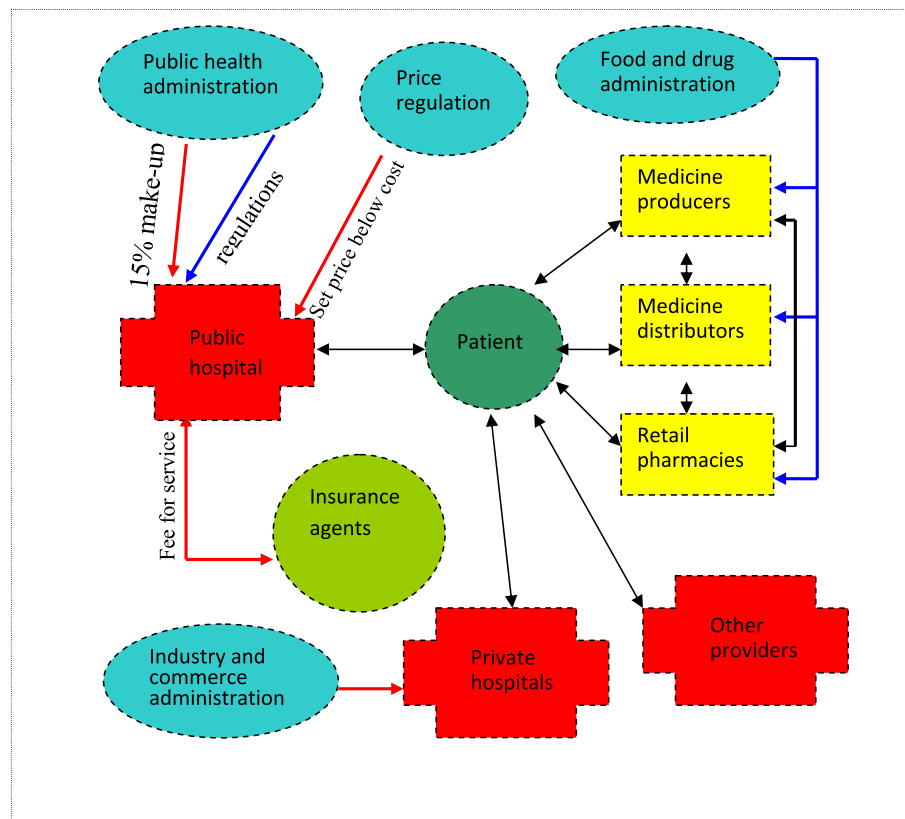 Public health
administration
Price
regulation
Food and drug
administration
15% make-up
regulations
Set price below cost
Medicine
producers
Public
hospital
Patient
Medicine
distributors
Retail
pharmacies
Fee for service
Insurance
agents
Industry and
commerce
administration
Private
hospitals
Other
providers